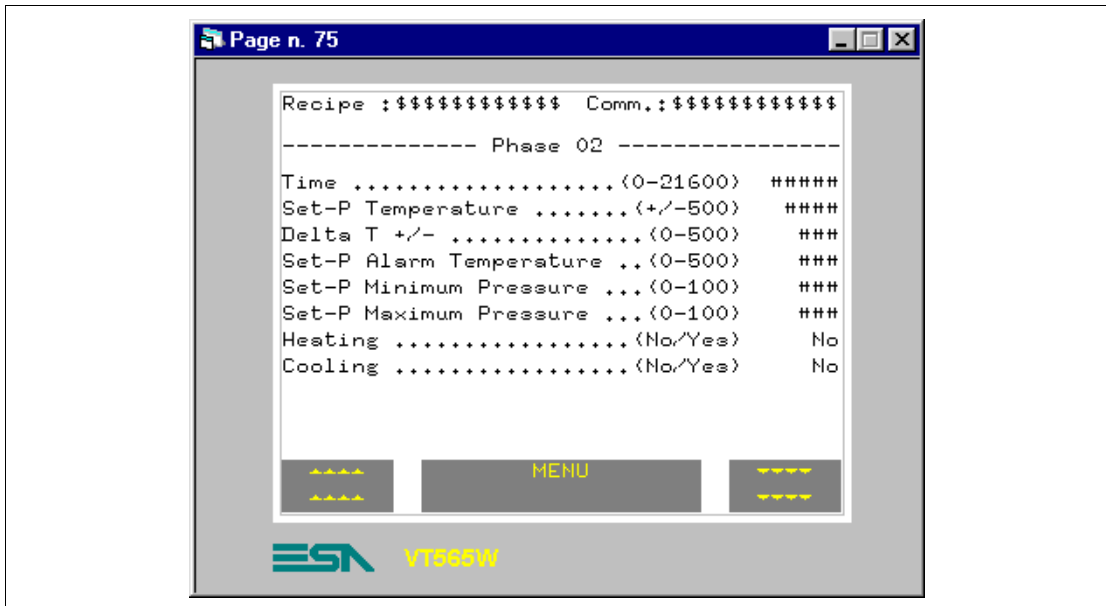 Page n. 75
Recipe :$$$$$$$$$$$$ Comm.:$$$$$$$$$$$$
-------------- Phase 02 ----------------
Time ...................(0-21600) #####
Set-P Temperature .......(+/-500) ####
Delta T +/- ..............(0-500) ###
Set-P Alarm Temperature ..(0-500) ###
Set-P Minimum Pressure ...(0-100) ###
Set-P Maximum Pressure ...(0-100) ###
Heating .................(No/Yes) No
Cooling .................(No/Yes) No
MENU
ESA VT565W